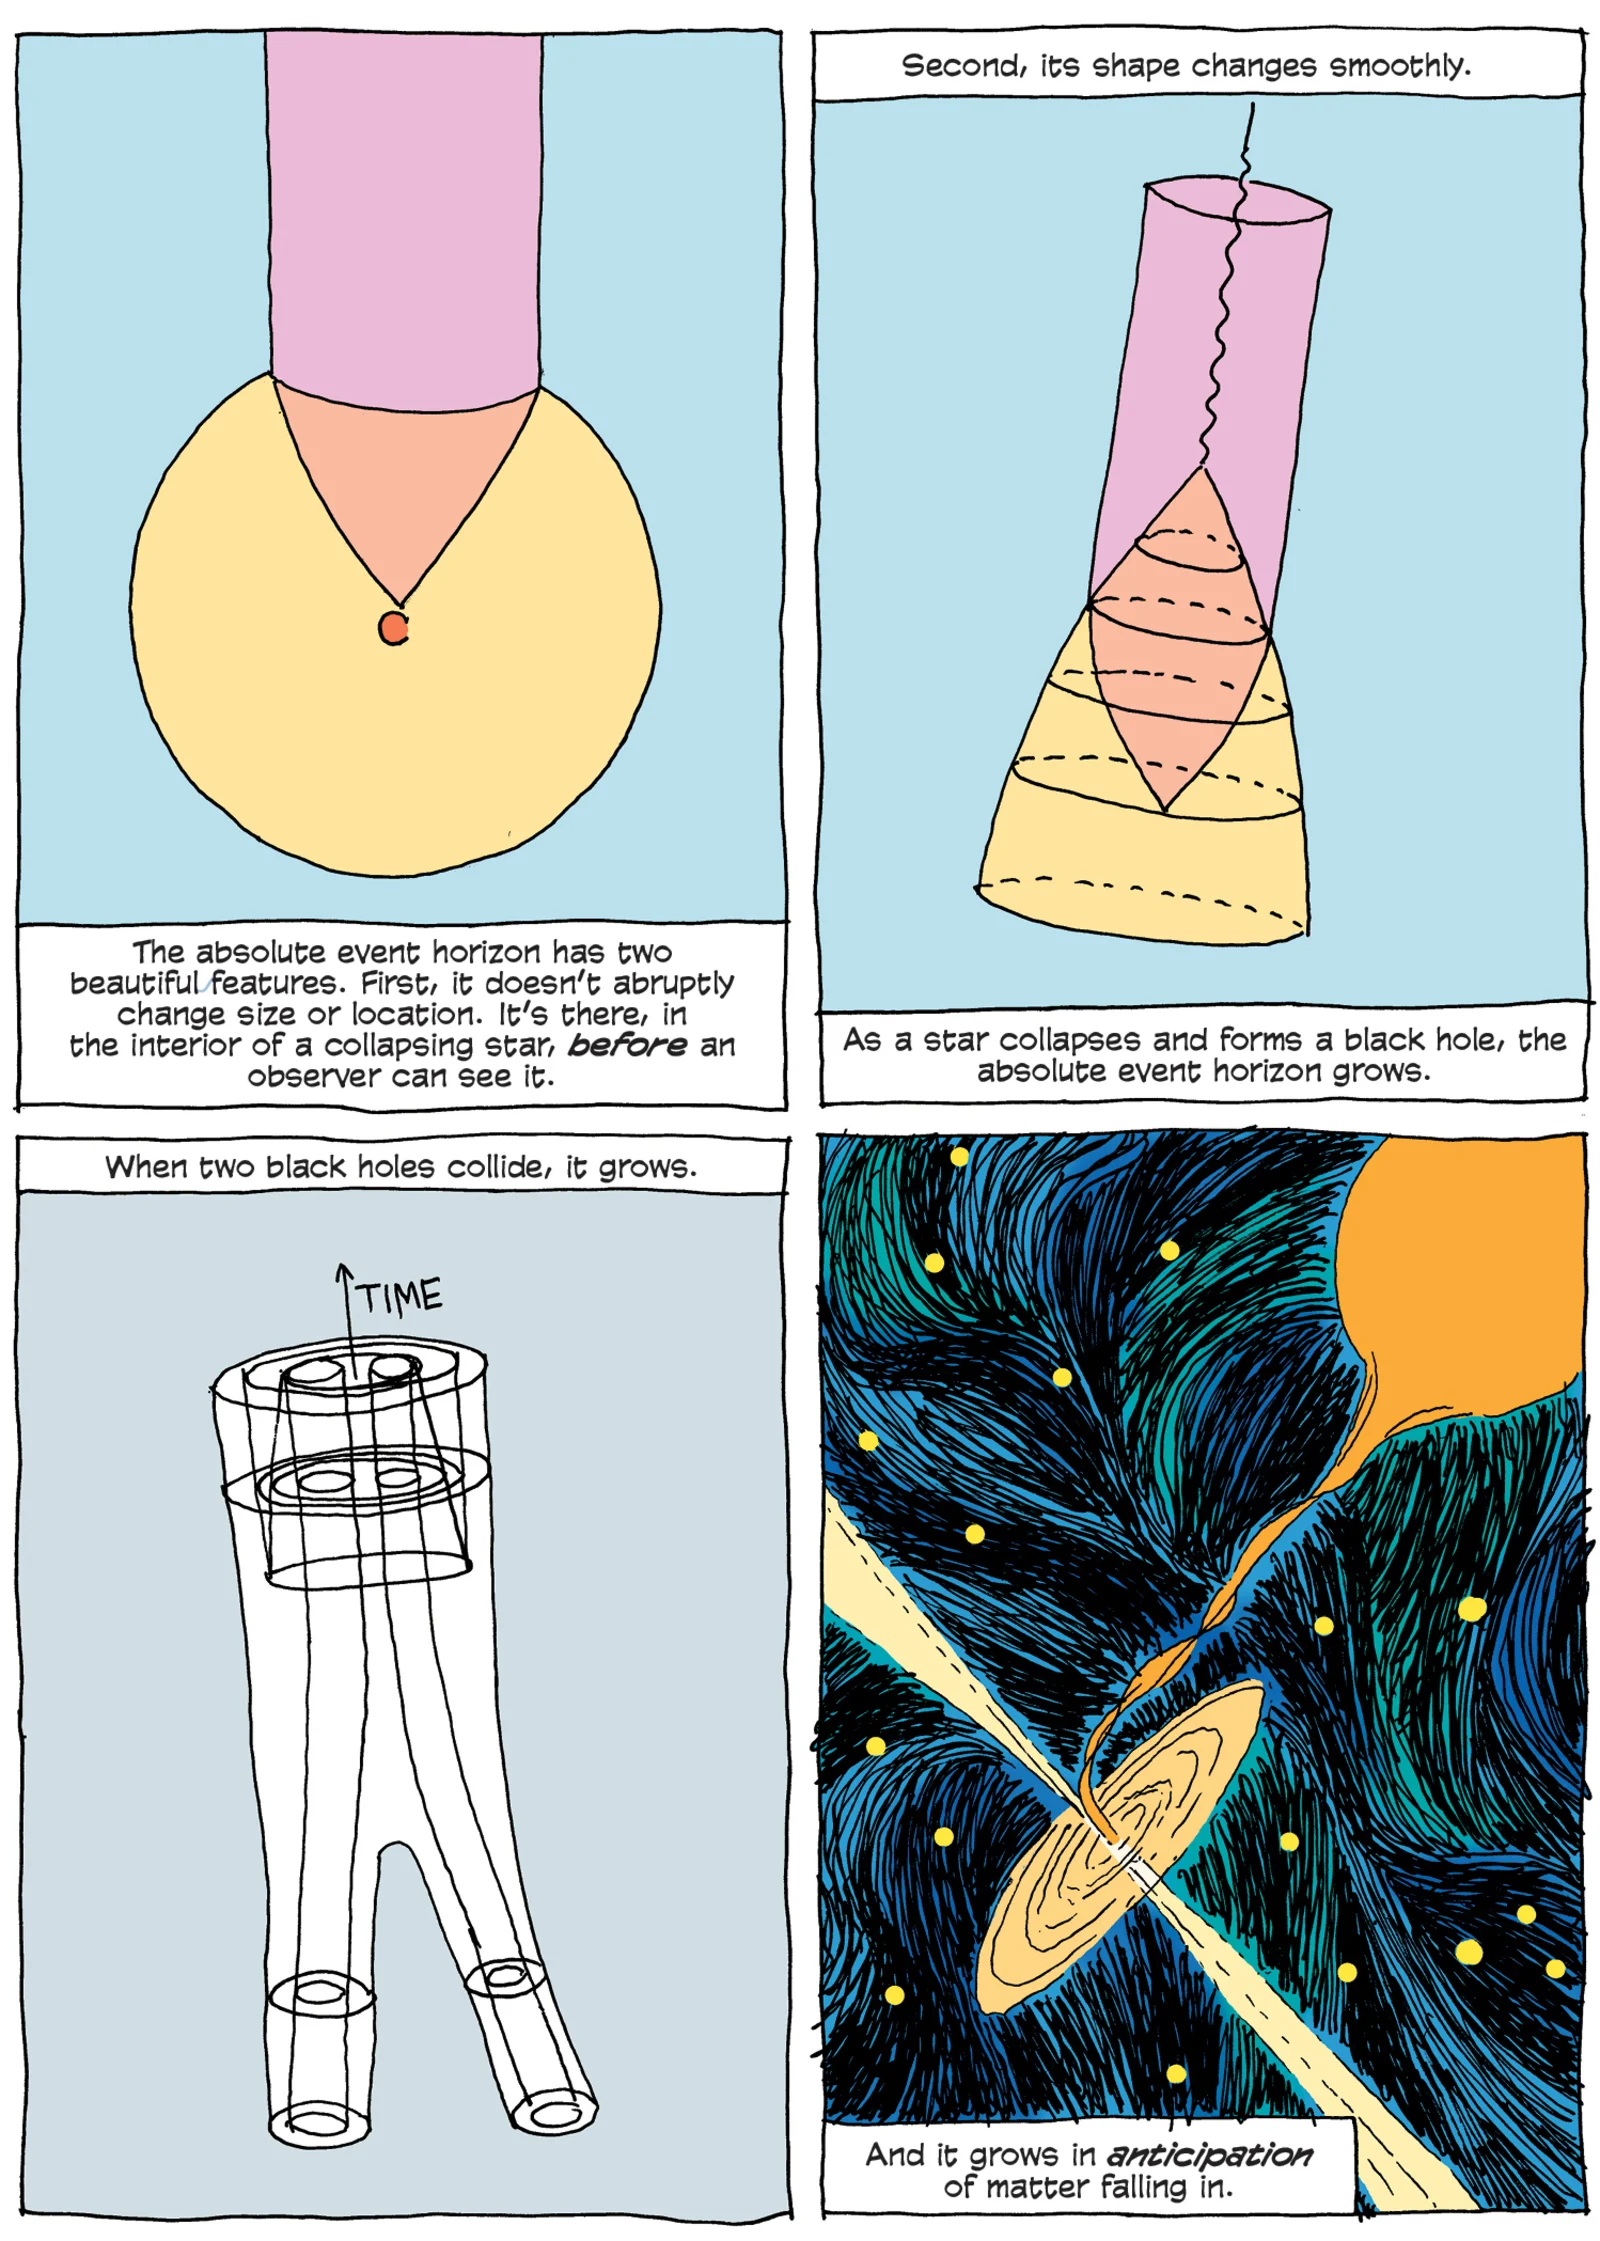 The absolute event horizon has two
beautiful features. First, it doesn't abruptly
change size or location. It's there, in
the interior of a collapsing star, before an
observer can see it.
Second, its shape changes smoothly.
As a star collapses and forms a black hole, the
absolute event horizon grows.
When two black holes collide, it grows.
TIME
And it grows in anticipation
of matter falling in.